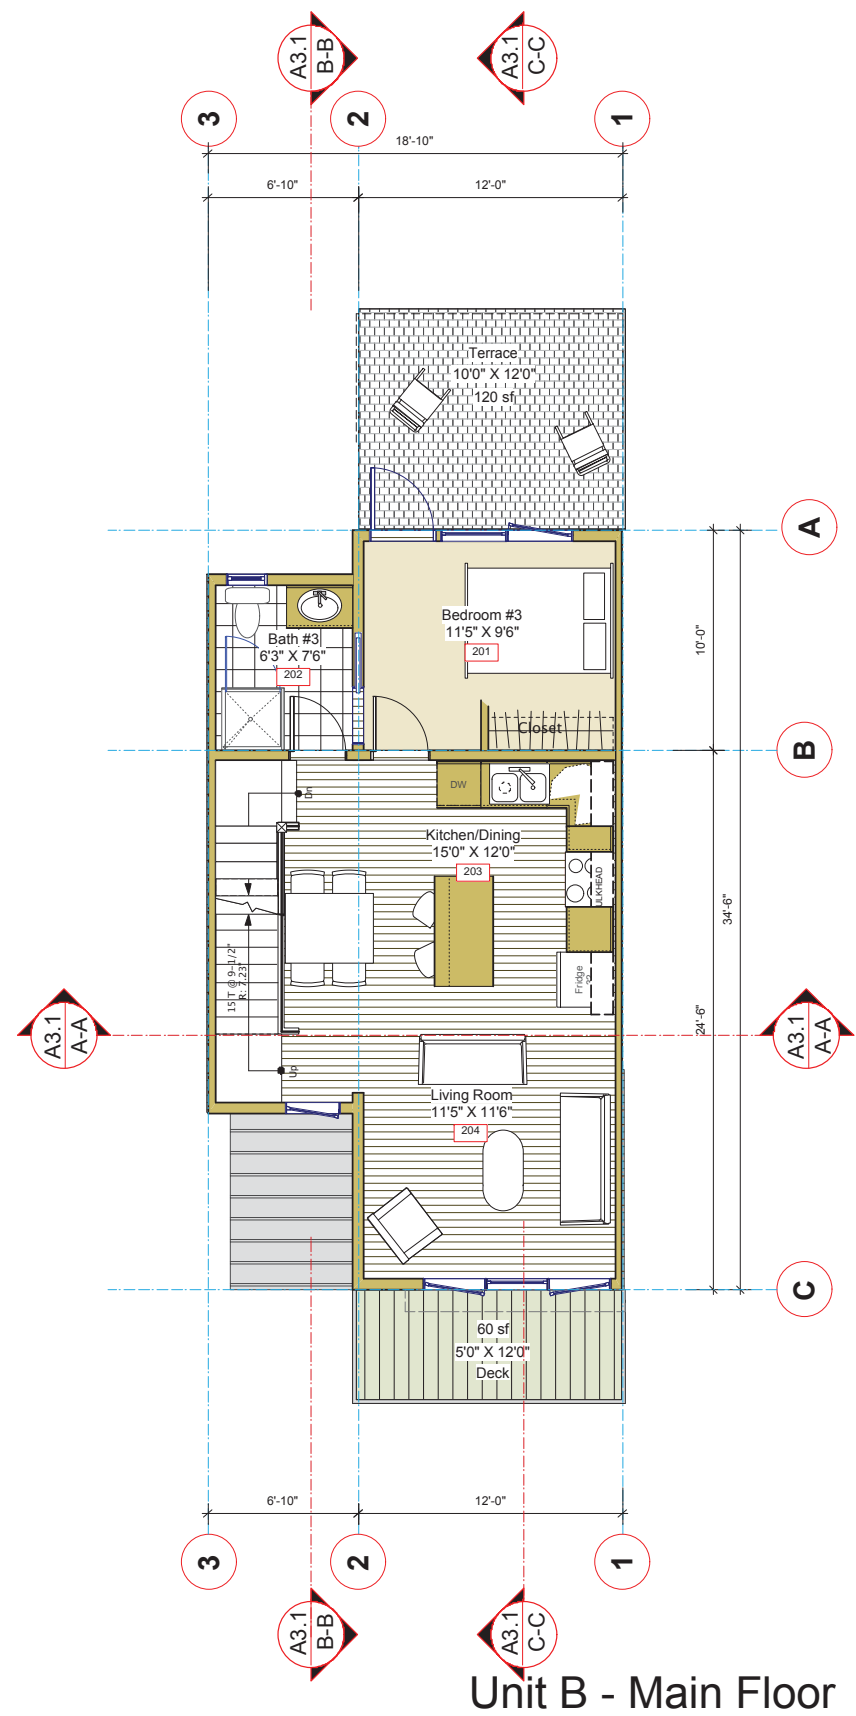 A3.1
B-B
A3.1
C-C
3
2
1
18'-10"
6'-10"
12'-0"
Terrace
10'0" X 12'0"
120 sf
A
Bedroom #3
11'5" X 9'6"
201
Bath #3
6'3" X 7'6"
202
10'-0"
Closet
B
DW
Dn
Kitchen/Dining
15'0" X 12'0"
203
ULKHEAD
34'-6"
15 T @ 9-1/2"
R: 7.23"
Fridge
24'-6"
A3.1
A-A
A3.1
A-A
Up
Living Room
11'5" X 11'6"
204
C
60 sf
5'0" X 12'0"
Deck
6'-10"
12'-0"
3
2
1
A3.1
B-B
A3.1
C-C
Unit B - Main Floor